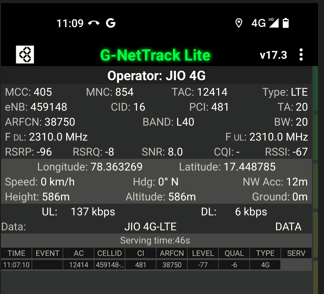 11:09 G 4G
G-NetTrack Lite v17.3
Operator: JIO 4G
MCC: 405 MNC: 854 TAC: 12414 Type: LTE
eNB: 459148 CID: 16 PCI: 481 TA: 20
ARFCN: 38750 BAND: L40 BW: 20
F DL: 2310.0 MHz F UL: 2310.0 MHz
RSRP: -96 RSRQ: -8 SNR: 8.0 CQI: - RSSI: -67
Longitude: 78.363269 Latitude: 17.448785
Speed: 0 km/h Hdg: 0° N NW Acc: 12m
Height: 586m Altitude: 586m Ground: 0m
UL: 137 kbps DL: 6 kbps
Data: JIO 4G-LTE DATA
Serving time:46s
TIME EVENT AC CELLID CI ARFCN LEVEL QUAL TYPE SERV
11:07:10 12414 459148-.. 481 38750 -77 -6 4G